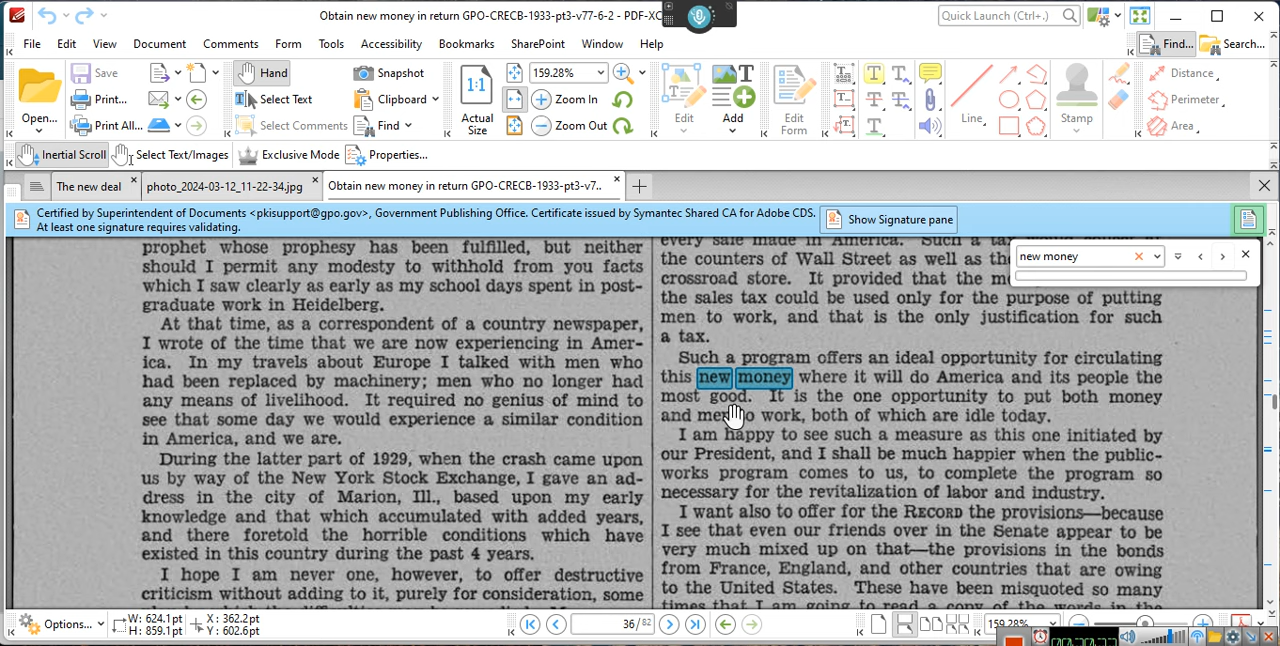 Obtain new money in return GPO-CRECB-1933-pt3-v77-6-2 - PDF-XC
Quick Launch (Ctrl+.)
File Edit View Document Comments Form Tools Accessibility Bookmarks SharePoint Window Help
Find... Search...
Open... Save Print... Print All...
Hand Select Text Select Comments
Snapshot Clipboard Find
Actual Size
159.28% Zoom In Zoom Out
Edit Add Edit Form
Line Stamp
Distance Perimeter Area
Inertial Scroll Select Text/Images Exclusive Mode Properties...
The new deal photo_2024-03-12_11-22-34.jpg Obtain new money in return GPO-CRECB-1933-pt3-v77..
Certified by Superintendent of Documents <pkisupport@gpo.gov>, Government Publishing Office. Certificate issued by Symantec Shared CA for Adobe CDS.
At least one signature requires validating.
Show Signature pane
new money
prophet whose prophesy has been fulfilled, but neither
should I permit any modesty to withhold from you facts
which I saw clearly as early as my school days spent in post-
graduate work in Heidelberg.
At that time, as a correspondent of a country newspaper,
I wrote of the time that we are now experiencing in Amer-
ica. In my travels about Europe I talked with men who
had been replaced by machinery; men who no longer had
any means of livelihood. It required no genius of mind to
see that some day we would experience a similar condition
in America, and we are.
During the latter part of 1929, when the crash came upon
us by way of the New York Stock Exchange, I gave an ad-
dress in the city of Marion, Ill., based upon my early
knowledge and that which accumulated with added years,
and there foretold the horrible conditions which have
existed in this country during the past 4 years.
I hope I am never one, however, to offer destructive
criticism without adding to it, purely for consideration, some
every sale made in America. Such a tax
the counters of Wall Street as well as the
crossroad store. It provided that the
the sales tax could be used only for the purpose of putting
men to work, and that is the only justification for such
a tax.
Such a program offers an ideal opportunity for circulating
this new money where it will do America and its people the
most good. It is the one opportunity to put both money
and men to work, both of which are idle today.
I am happy to see such a measure as this one initiated by
our President, and I shall be much happier when the public-
works program comes to us, to complete the program so
necessary for the revitalization of labor and industry.
I want also to offer for the RECORD the provisions—because
I see that even our friends over in the Senate appear to be
very much mixed up on that—the provisions in the bonds
from France, England, and other countries that are owing
to the United States. These have been misquoted so many
times that I am going to read a copy of the words in the
Options... W: 624.1pt H: 859.1pt X: 362.2pt Y: 602.6pt 36/82 159.28%